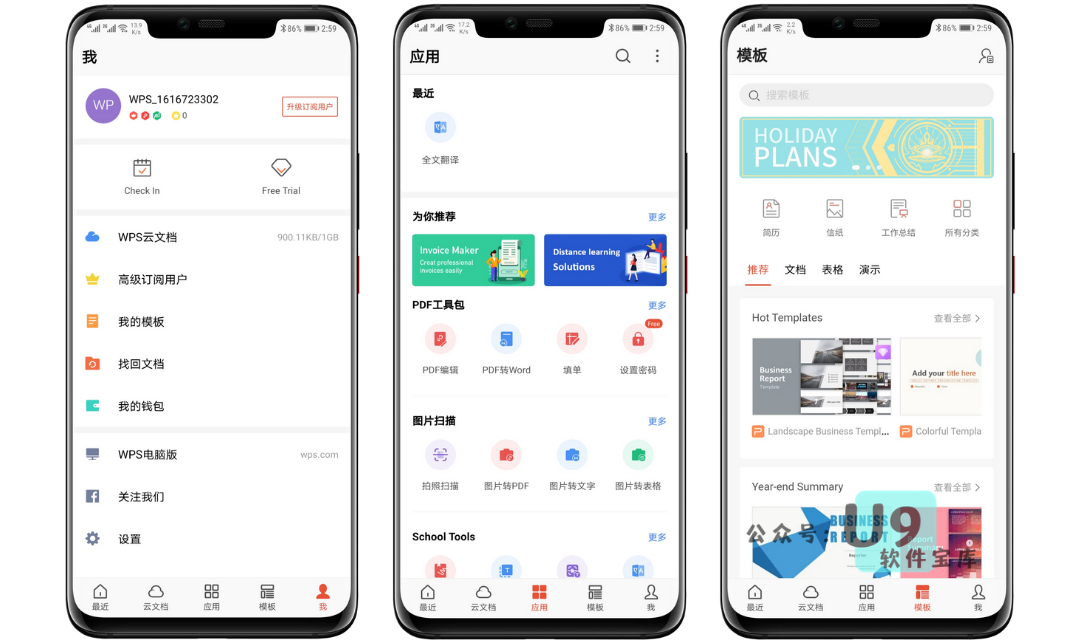 46 2G 13.9 K/s 86% 2:59
我
WP
WPS_1616723302
0
升级订阅用户
Check In
Free Trial
WPS云文档
900.11KB/1GB
高级订阅用户
我的模板
找回文档
我的钱包
WPS电脑版
wps.com
关注我们
设置
最近
云文档
应用
模板
我
46 2G 17.2 K/s 86% 2:59
应用
最近
全文翻译
为你推荐
更多
Invoice Maker
Creat professional
invoices easily
Distance learning
Solutions
PDF工具包
更多
Free
PDF编辑
PDF转Word
填单
设置密码
图片扫描
更多
拍照扫描
图片转PDF
图片转文字
图片转表格
School Tools
更多
最近
云文档
应用
模板
我
46 2G 2.2 K/s 86% 2:59
模板
搜索模板
HOLIDAY
PLANS
简历
信纸
工作总结
所有分类
推荐
文档
表格
演示
Hot Templates
查看全部
Business
Report
Template
Add your title here
Landscape Business Templ...
Colorful Templa
Year-end Summary
查看全部
BUSINESS
REPORT
公众号:
U9
软件宝库
最近
云文档
应用
模板
我